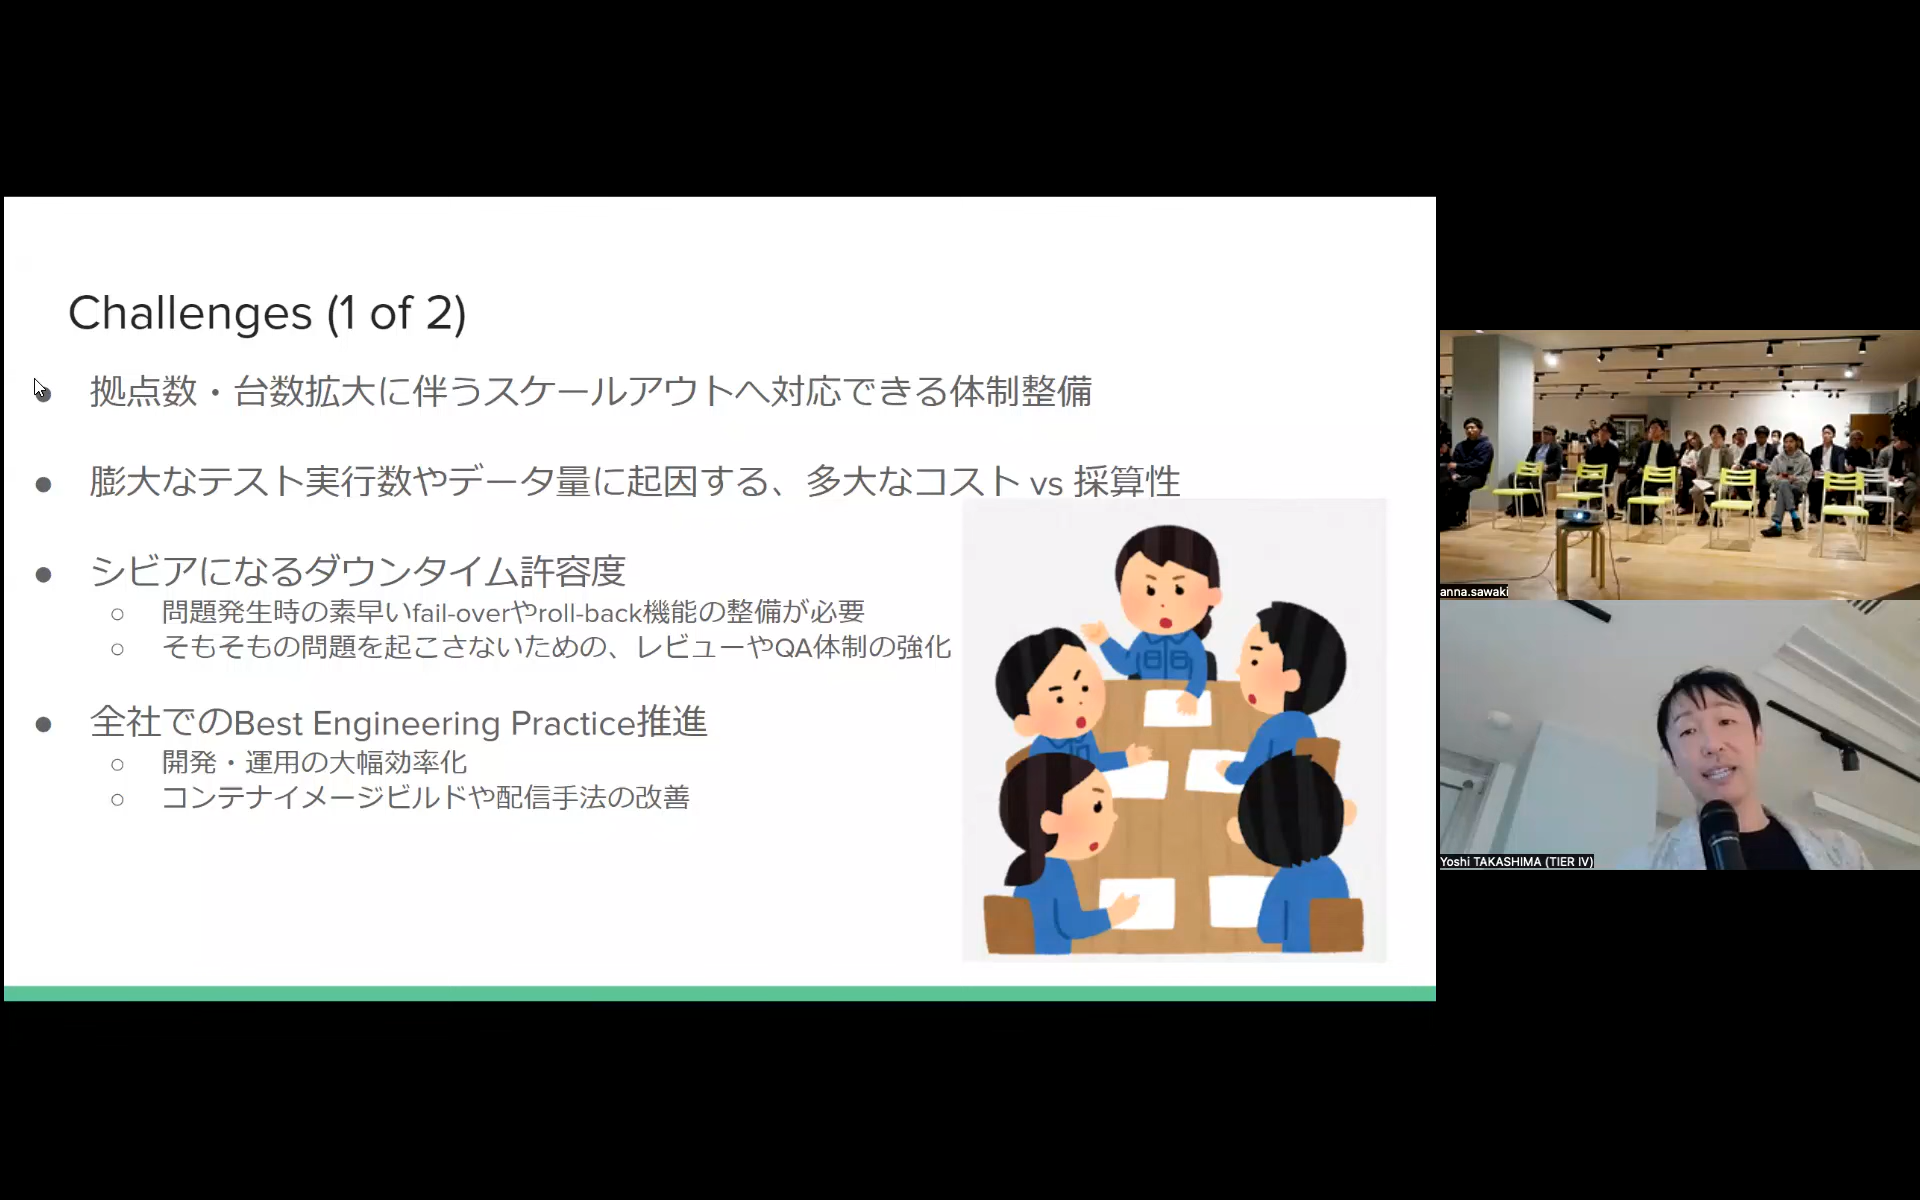 Challenges (1 of 2)
● 拠点数・台数拡大に伴うスケールアウトへ対応できる体制整備
● 膨大なテスト実行数やデータ量に起因する、多大なコスト vs 採算性
● シビアになるダウンタイム許容度
○ 問題発生時の素早いfail-overやroll-back機能の整備が必要
○ そもそもの問題を起こさないための、レビューやQA体制の強化
● 全社でのBest Engineering Practice推進
○ 開発・運用の大幅効率化
○ コンテナイメージビルドや配信手法の改善
anna.sawaki
Yoshi TAKASHIMA (TIER IV)